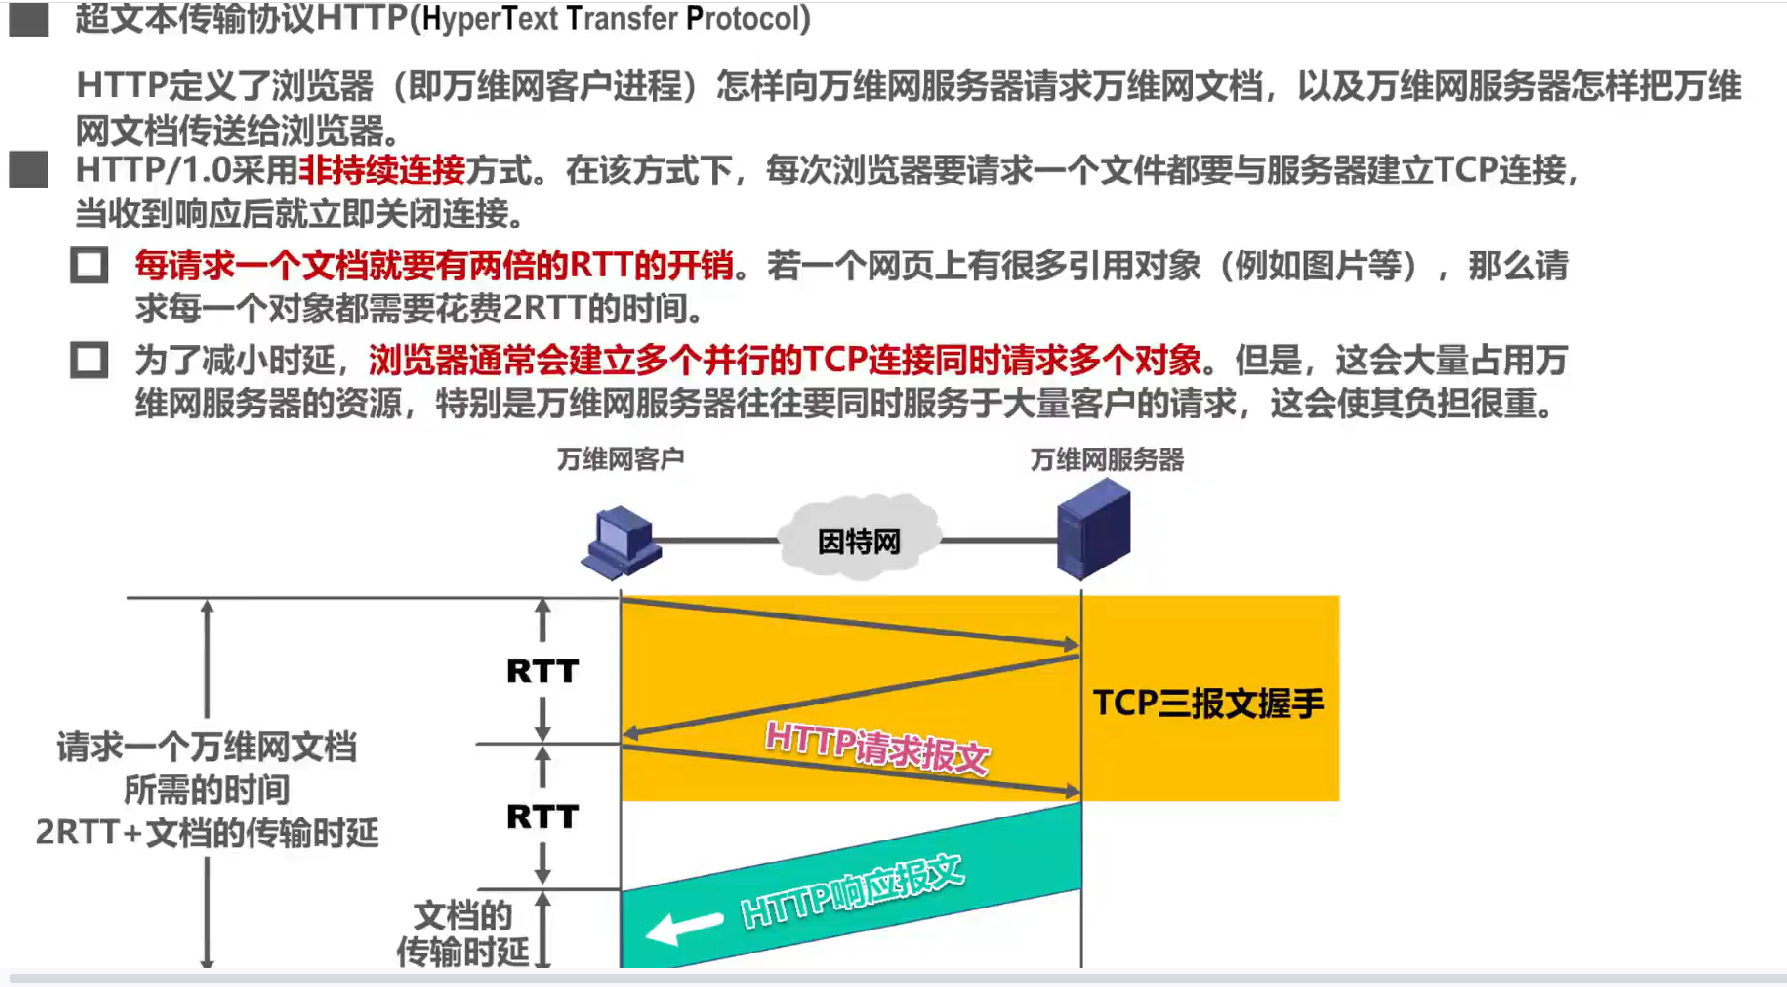 超文本传输协议HTTP(HyperText Transfer Protocol)
HTTP定义了浏览器（即万维网客户进程）怎样向万维网服务器请求万维网文档，以及万维网服务器怎样把万维
网文档传送给浏览器。
HTTP/1.0采用非持续连接方式。在该方式下，每次浏览器要请求一个文件都要与服务器建立TCP连接，
当收到响应后就立即关闭连接。
每请求一个文档就要有两倍的RTT的开销。若一个网页上有很多引用对象（例如图片等），那么请
求每一个对象都需要花费2RTT的时间。
为了减小时延，浏览器通常会建立多个并行的TCP连接同时请求多个对象。但是，这会大量占用万
维网服务器的资源，特别是万维网服务器往往要同时服务于大量客户的请求，这会使其负担很重。
万维网客户
万维网服务器
因特网
RTT
TCP三报文握手
HTTP请求报文
请求一个万维网文档
所需的时间
2RTT+文档的传输时延
RTT
HTTP响应报文
文档的
传输时延